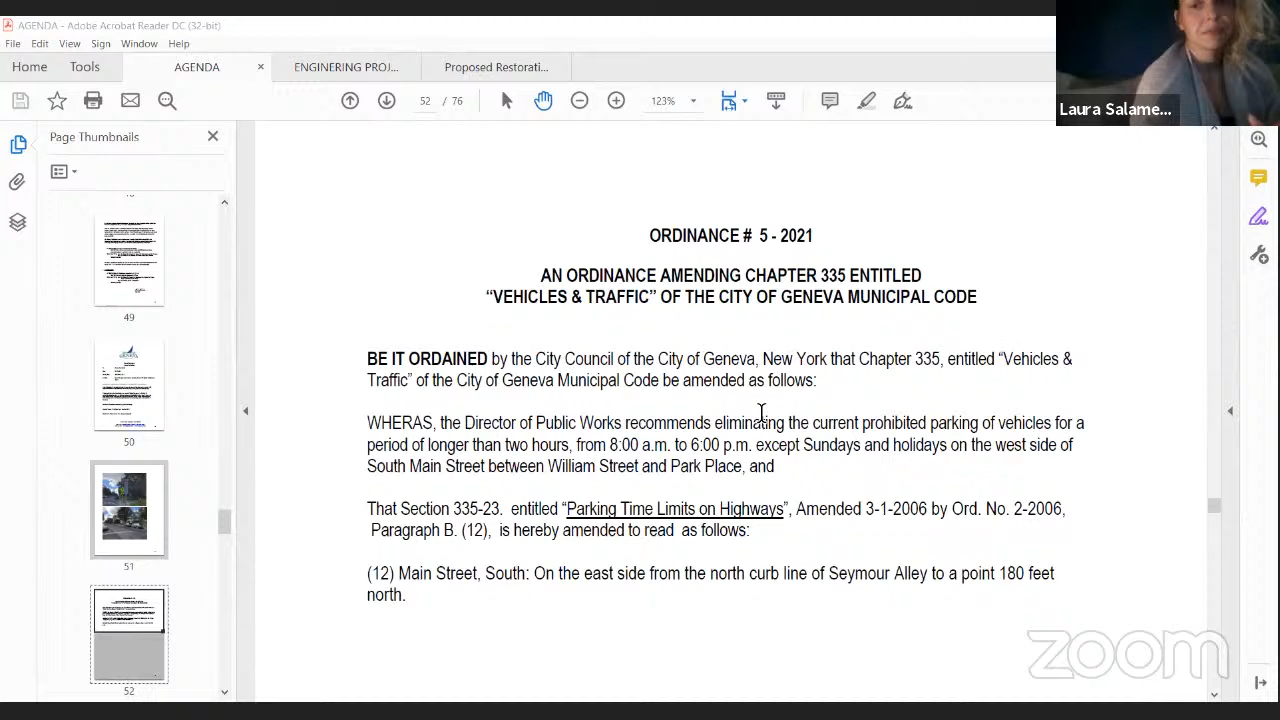 AGENDA - Adobe Acrobat Reader DC (32-bit)
File Edit View Sign Window Help
Home Tools AGENDA × ENGINERING PROJ... Proposed Restorati...
52 / 76 123%
Laura Salame...
Page Thumbnails
49
50
51
52
ORDINANCE # 5 - 2021
AN ORDINANCE AMENDING CHAPTER 335 ENTITLED
“VEHICLES & TRAFFIC” OF THE CITY OF GENEVA MUNICIPAL CODE
BE IT ORDAINED by the City Council of the City of Geneva, New York that Chapter 335, entitled “Vehicles &
Traffic” of the City of Geneva Municipal Code be amended as follows:
WHERAS, the Director of Public Works recommends eliminating the current prohibited parking of vehicles for a
period of longer than two hours, from 8:00 a.m. to 6:00 p.m. except Sundays and holidays on the west side of
South Main Street between William Street and Park Place, and
That Section 335-23. entitled “Parking Time Limits on Highways”, Amended 3-1-2006 by Ord. No. 2-2006,
Paragraph B. (12), is hereby amended to read as follows:
(12) Main Street, South: On the east side from the north curb line of Seymour Alley to a point 180 feet
north.
zoom